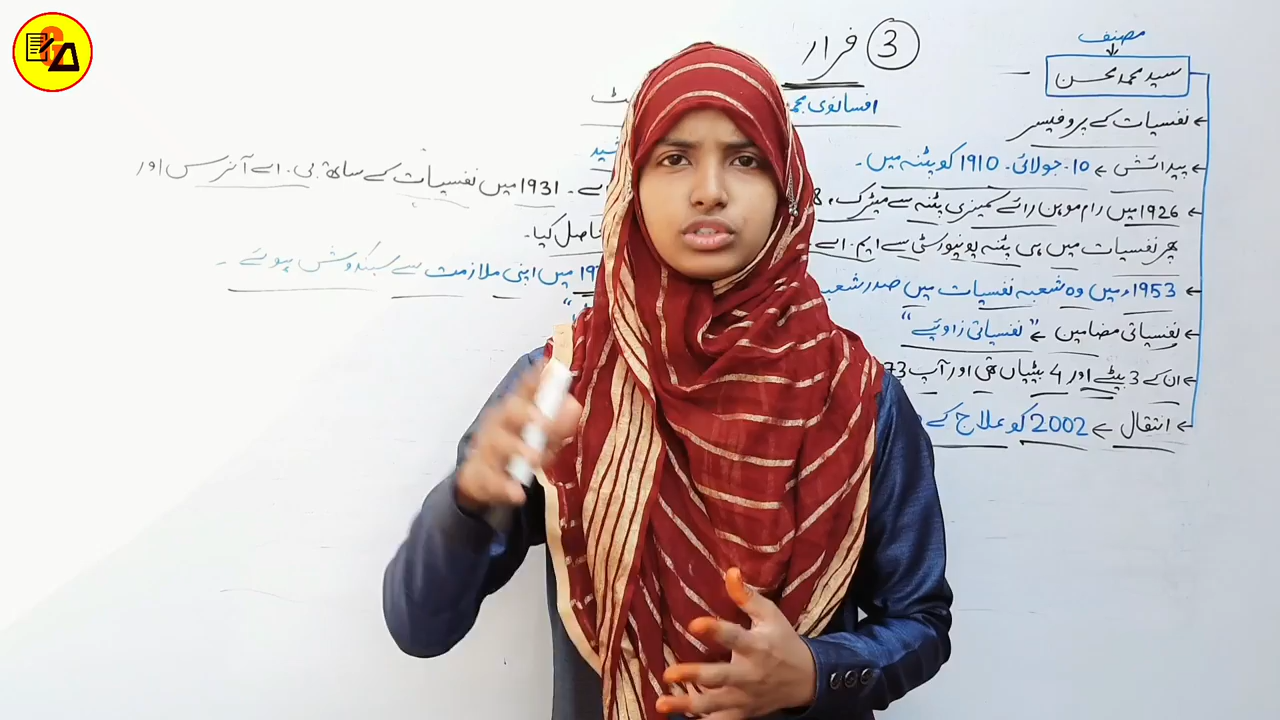 3 فرار
مصنف
سید محمد محسن
افسانوی
نفسیات کے پروفیسر
پیدائش ← 10 جولائی۔ 1910 کو پٹنہ میں۔
1926 میں رام موہن رائے سمینری پٹنہ سے میٹرک،
1931 میں نفسیات کے ساتھ بی۔اے آنرس اور
پھر نفسیات میں ہی پٹنہ یونیورسٹی سے ایم۔اے۔
حاصل کیا۔
1953ء میں وہ شعبہ نفسیات میں صدر شعبہ
میں اپنی ملازمت سے سبکدوش ہوئے۔
نفسیاتی مضامین ← "نفسیاتی زاویے"
ان کے 3 بیٹے اور 4 بیٹیاں تھی اور آپ
انتقال ← 2002 کو علاج کے